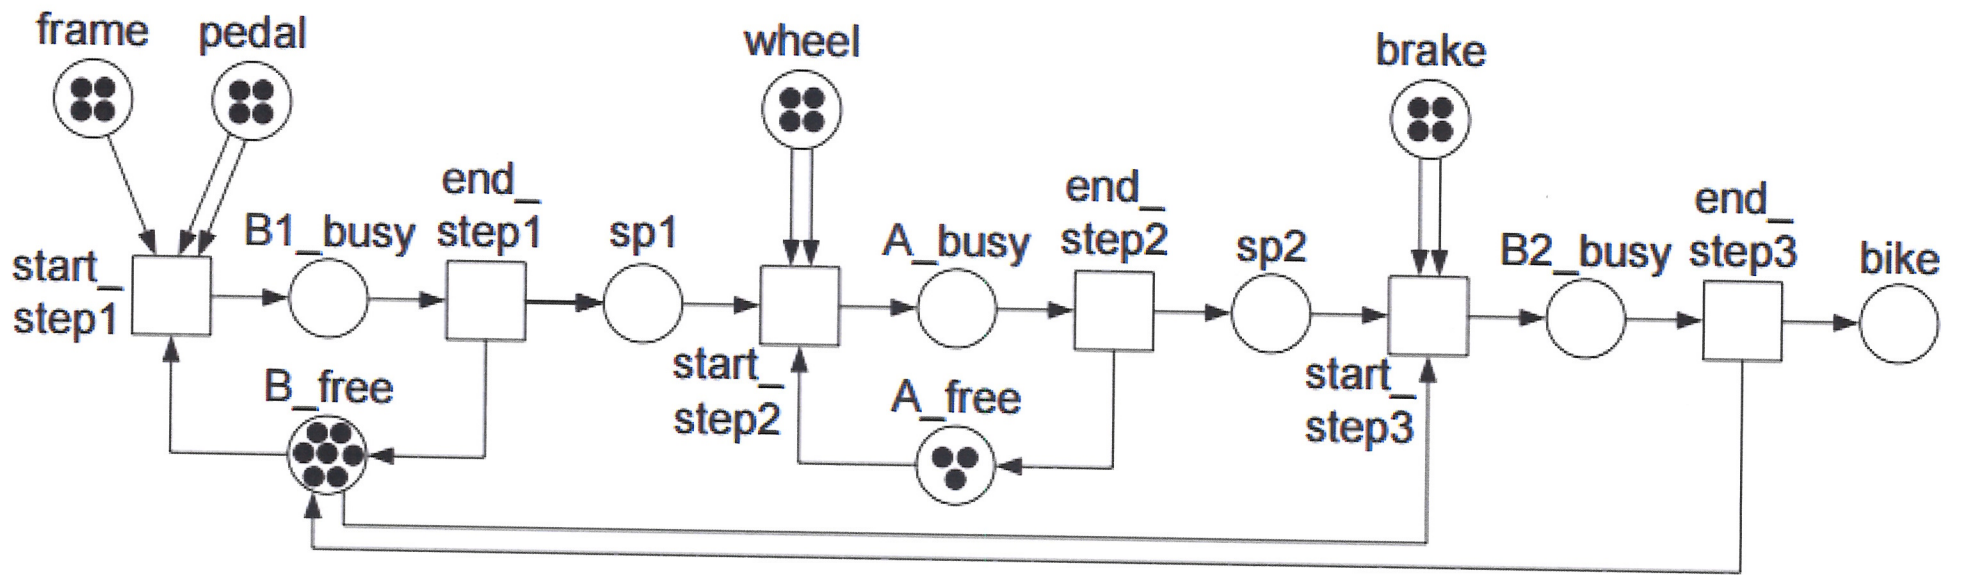 frame
pedal
wheel
brake
start_
step1
B1_busy
end_
step1
sp1
A_busy
end_
step2
sp2
B2_busy
end_
step3
bike
B_free
start_
step2
A_free
start_
step3